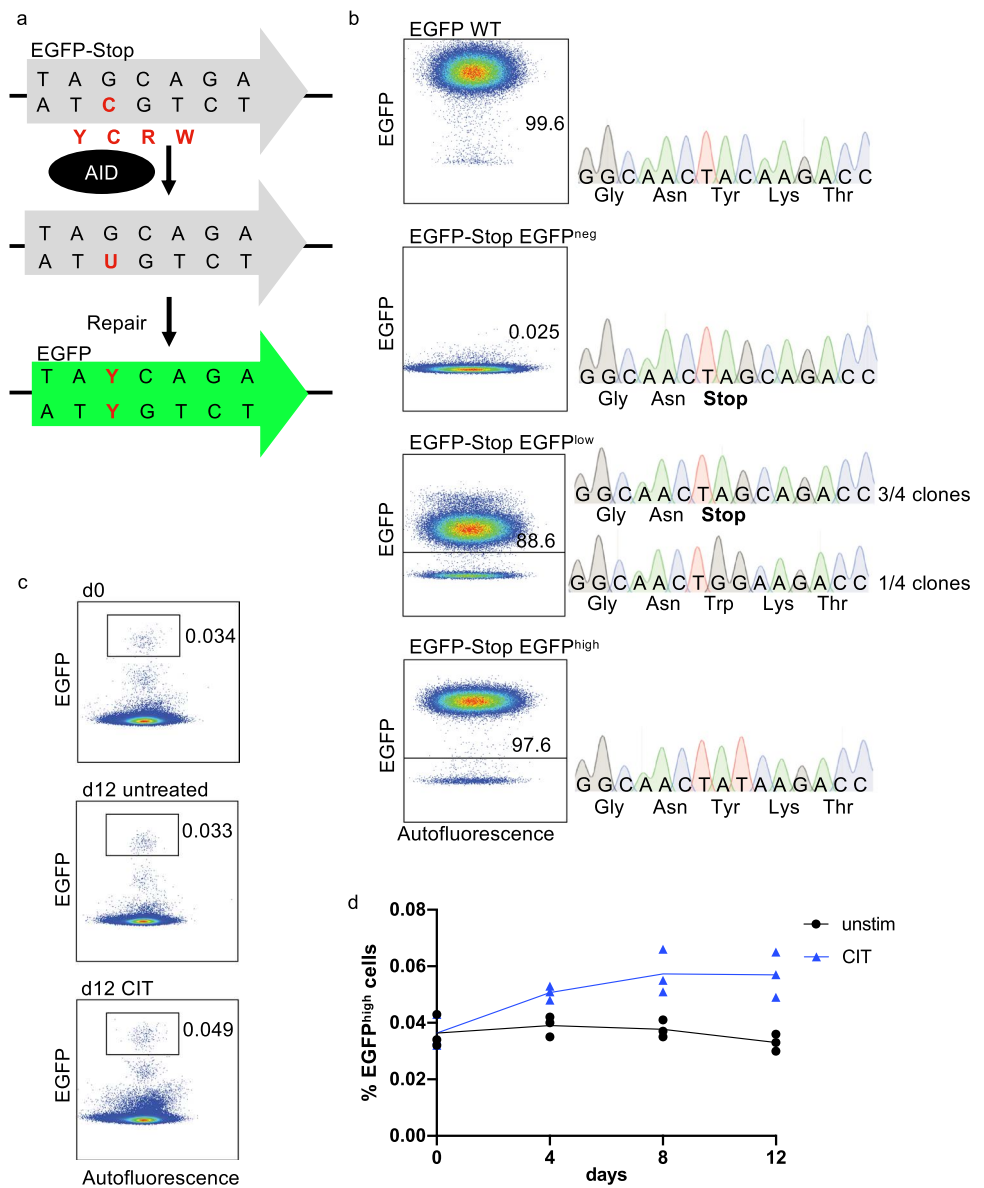 a
EGFP-Stop
T A G C A G A
A T C G T C T
Y C R W
AID
T A G C A G A
A T U G T C T
Repair
EGFP
T A Y C A G A
A T Y G T C T
b
EGFP WT
EGFP
99.6
G G C A A C T A C A A G A C C
Gly Asn Tyr Lys Thr
EGFP-Stop EGFPneg
EGFP
0.025
G G C A A C T A G C A G A C C
Gly Asn Stop
EGFP-Stop EGFPlow
EGFP
88.6
G G C A A C T A G C A G A C C 3/4 clones
Gly Asn Stop
G G C A A C T G G A A G A C C 1/4 clones
Gly Asn Trp Lys Thr
EGFP-Stop EGFPhigh
EGFP
97.6
G G C A A C T A T A A G A C C
Gly Asn Tyr Lys Thr
Autofluorescence
c
d0
EGFP
0.034
d12 untreated
EGFP
0.033
d12 CIT
EGFP
0.049
Autofluorescence
d
% EGFPhigh cells
0.08
0.06
0.04
0.02
0.00
0 4 8 12
days
unstim
CIT